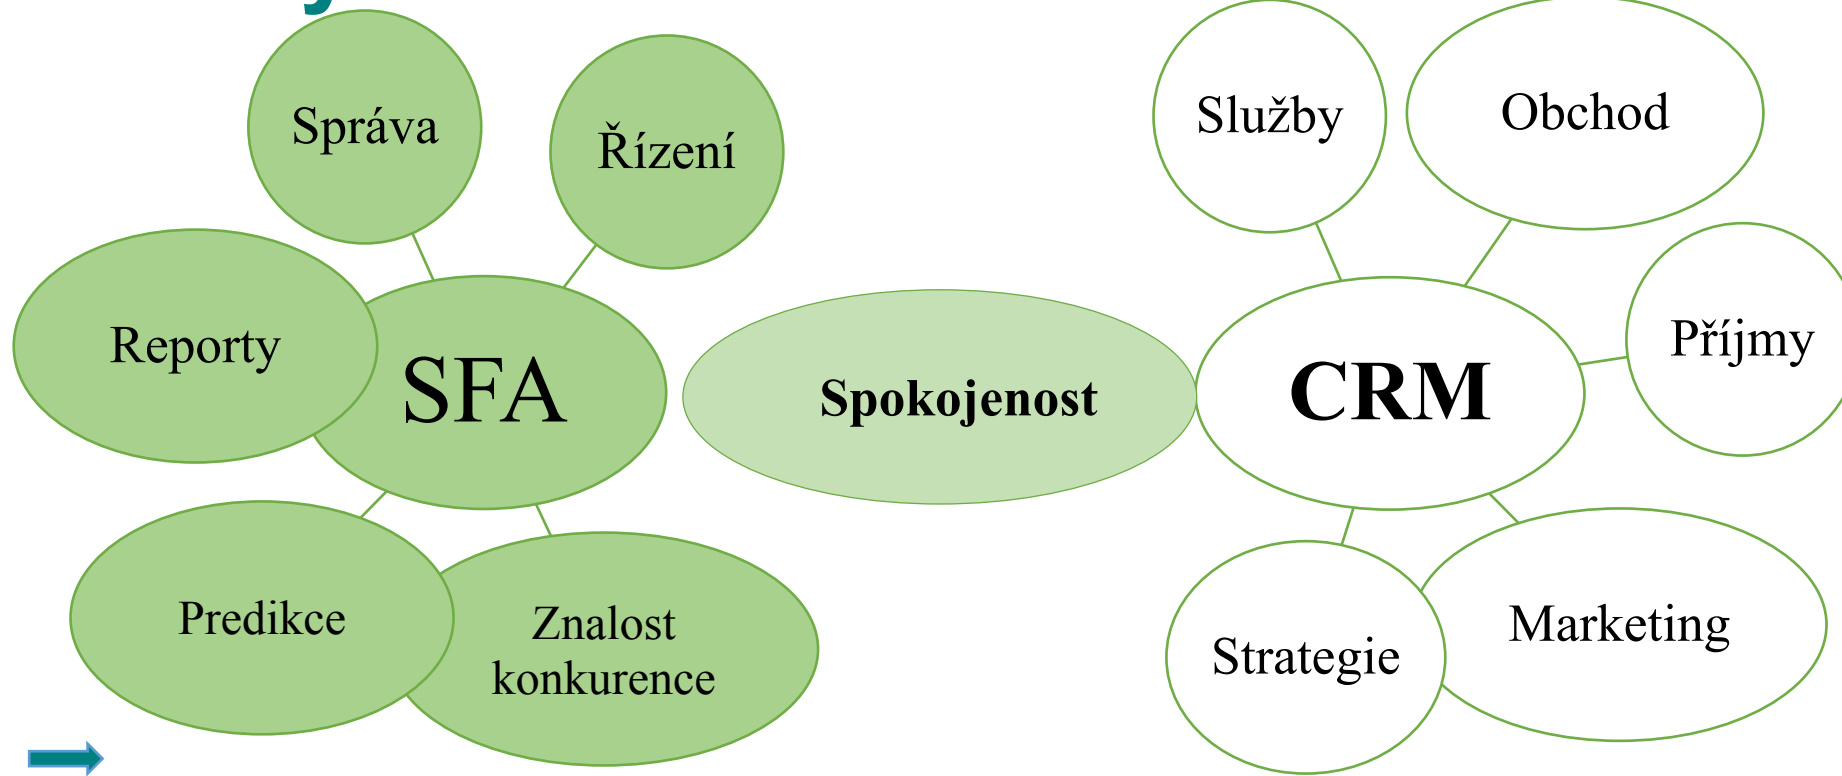 Správa
Řízení
Reporty
SFA
Predikce
Znalost
konkurence
Spokojenost
Služby
Obchod
Příjmy
CRM
Strategie
Marketing